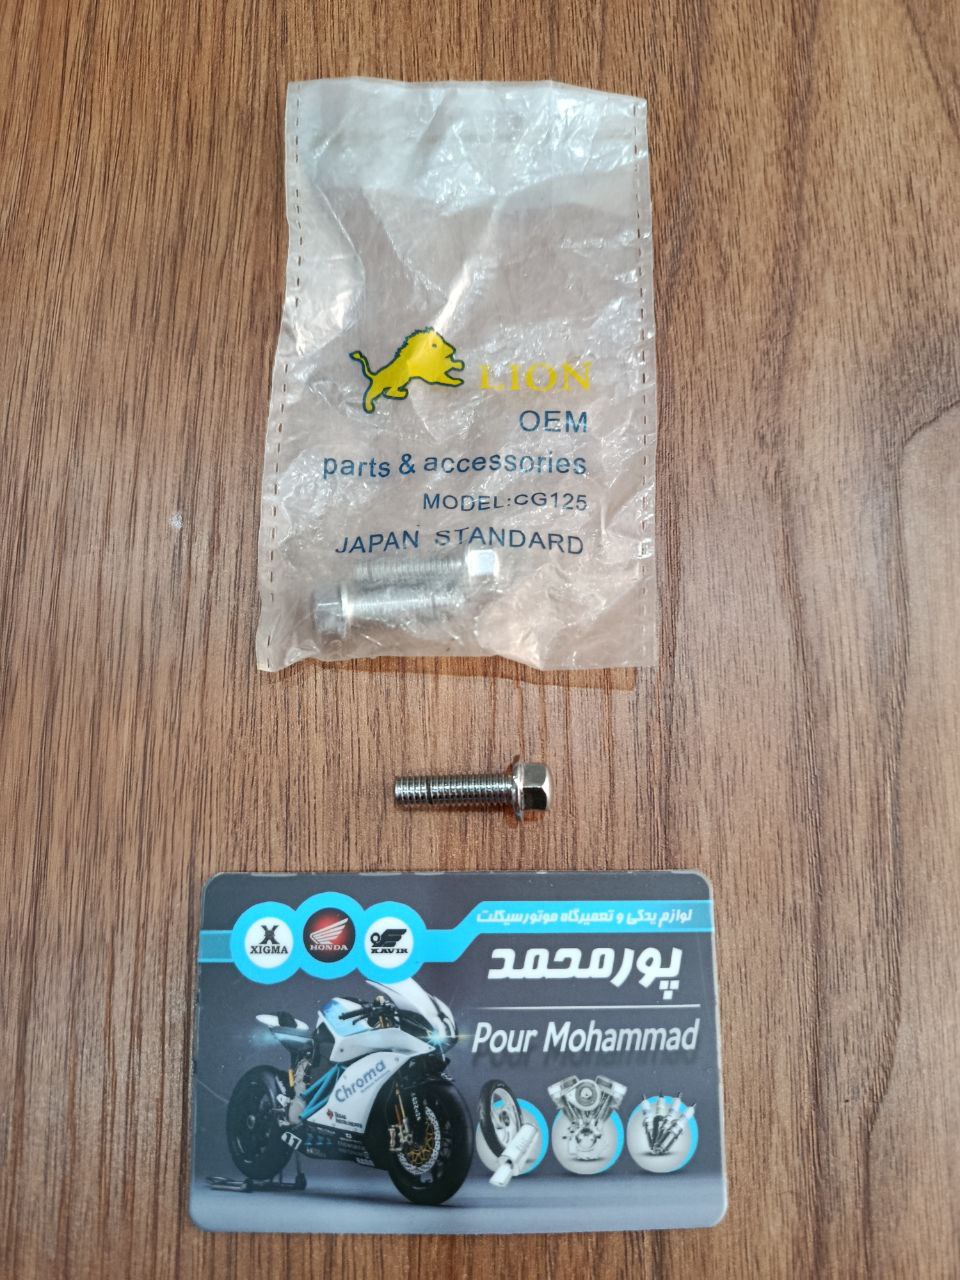 LION
OEM
parts & accessories
MODEL:CG125
JAPAN STANDARD
لوازم یدکی و تعمیرگاه موتورسیکلت
XIGMA
HONDA
KAVIR
پورمحمد
Pour Mohammad
Chroma